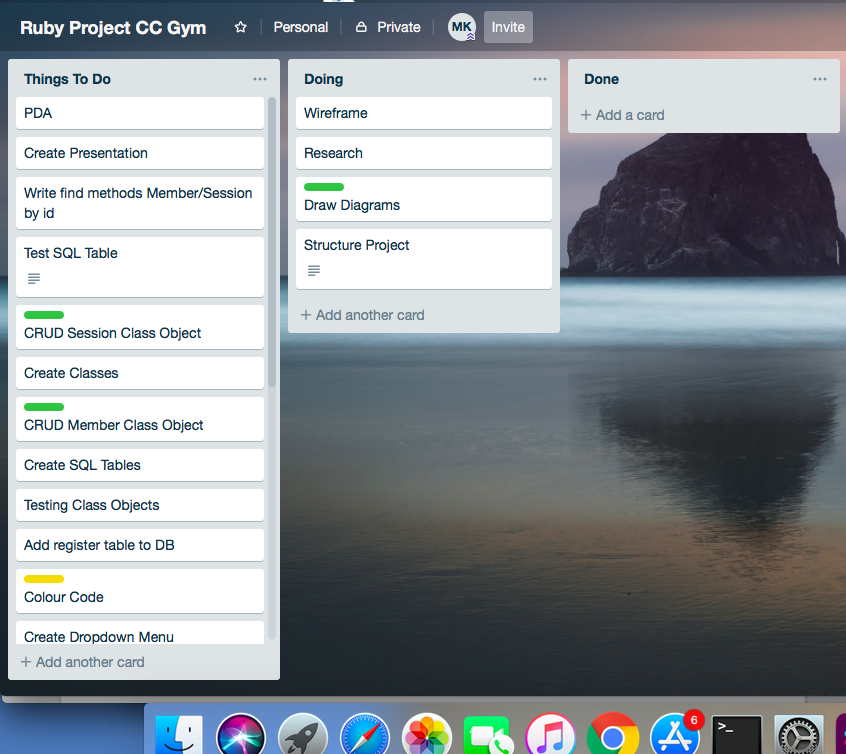 Ruby Project CC Gym
Personal
Private
MK
Invite
Things To Do
PDA
Create Presentation
Write find methods Member/Session
by id
Test SQL Table
CRUD Session Class Object
Create Classes
CRUD Member Class Object
Create SQL Tables
Testing Class Objects
Add register table to DB
Colour Code
Create Dropdown Menu
+ Add another card
Doing
Wireframe
Research
Draw Diagrams
Structure Project
+ Add another card
Done
+ Add a card
6
>_